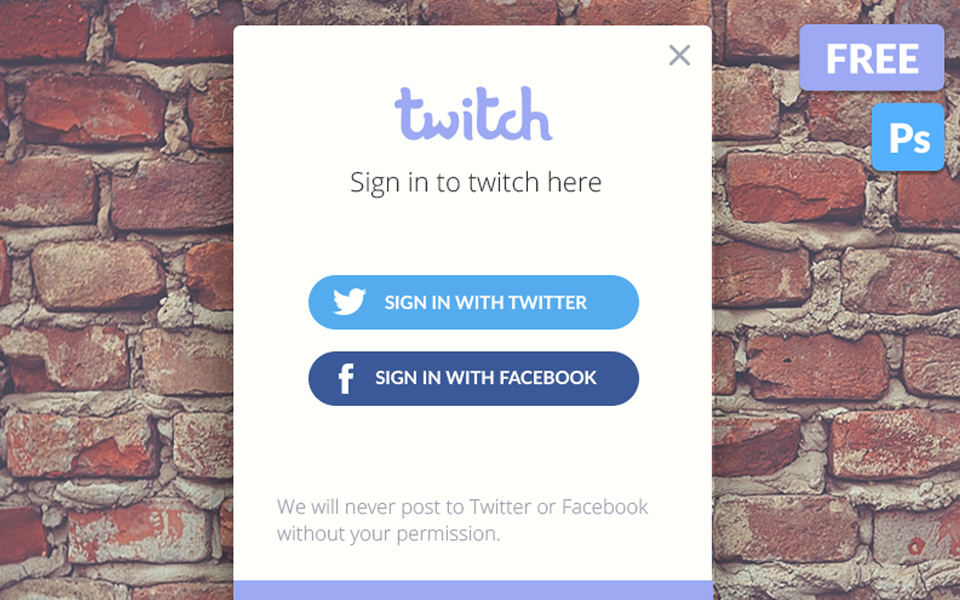 FREE
Ps
twitch
Sign in to twitch here
SIGN IN WITH TWITTER
f SIGN IN WITH FACEBOOK
We will never post to Twitter or Facebook
without your permission.